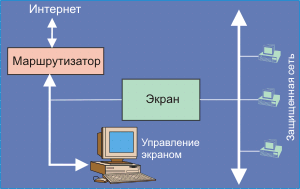 Интернет
Маршрутизатор
Экран
Управление
экраном
Защищенная сеть